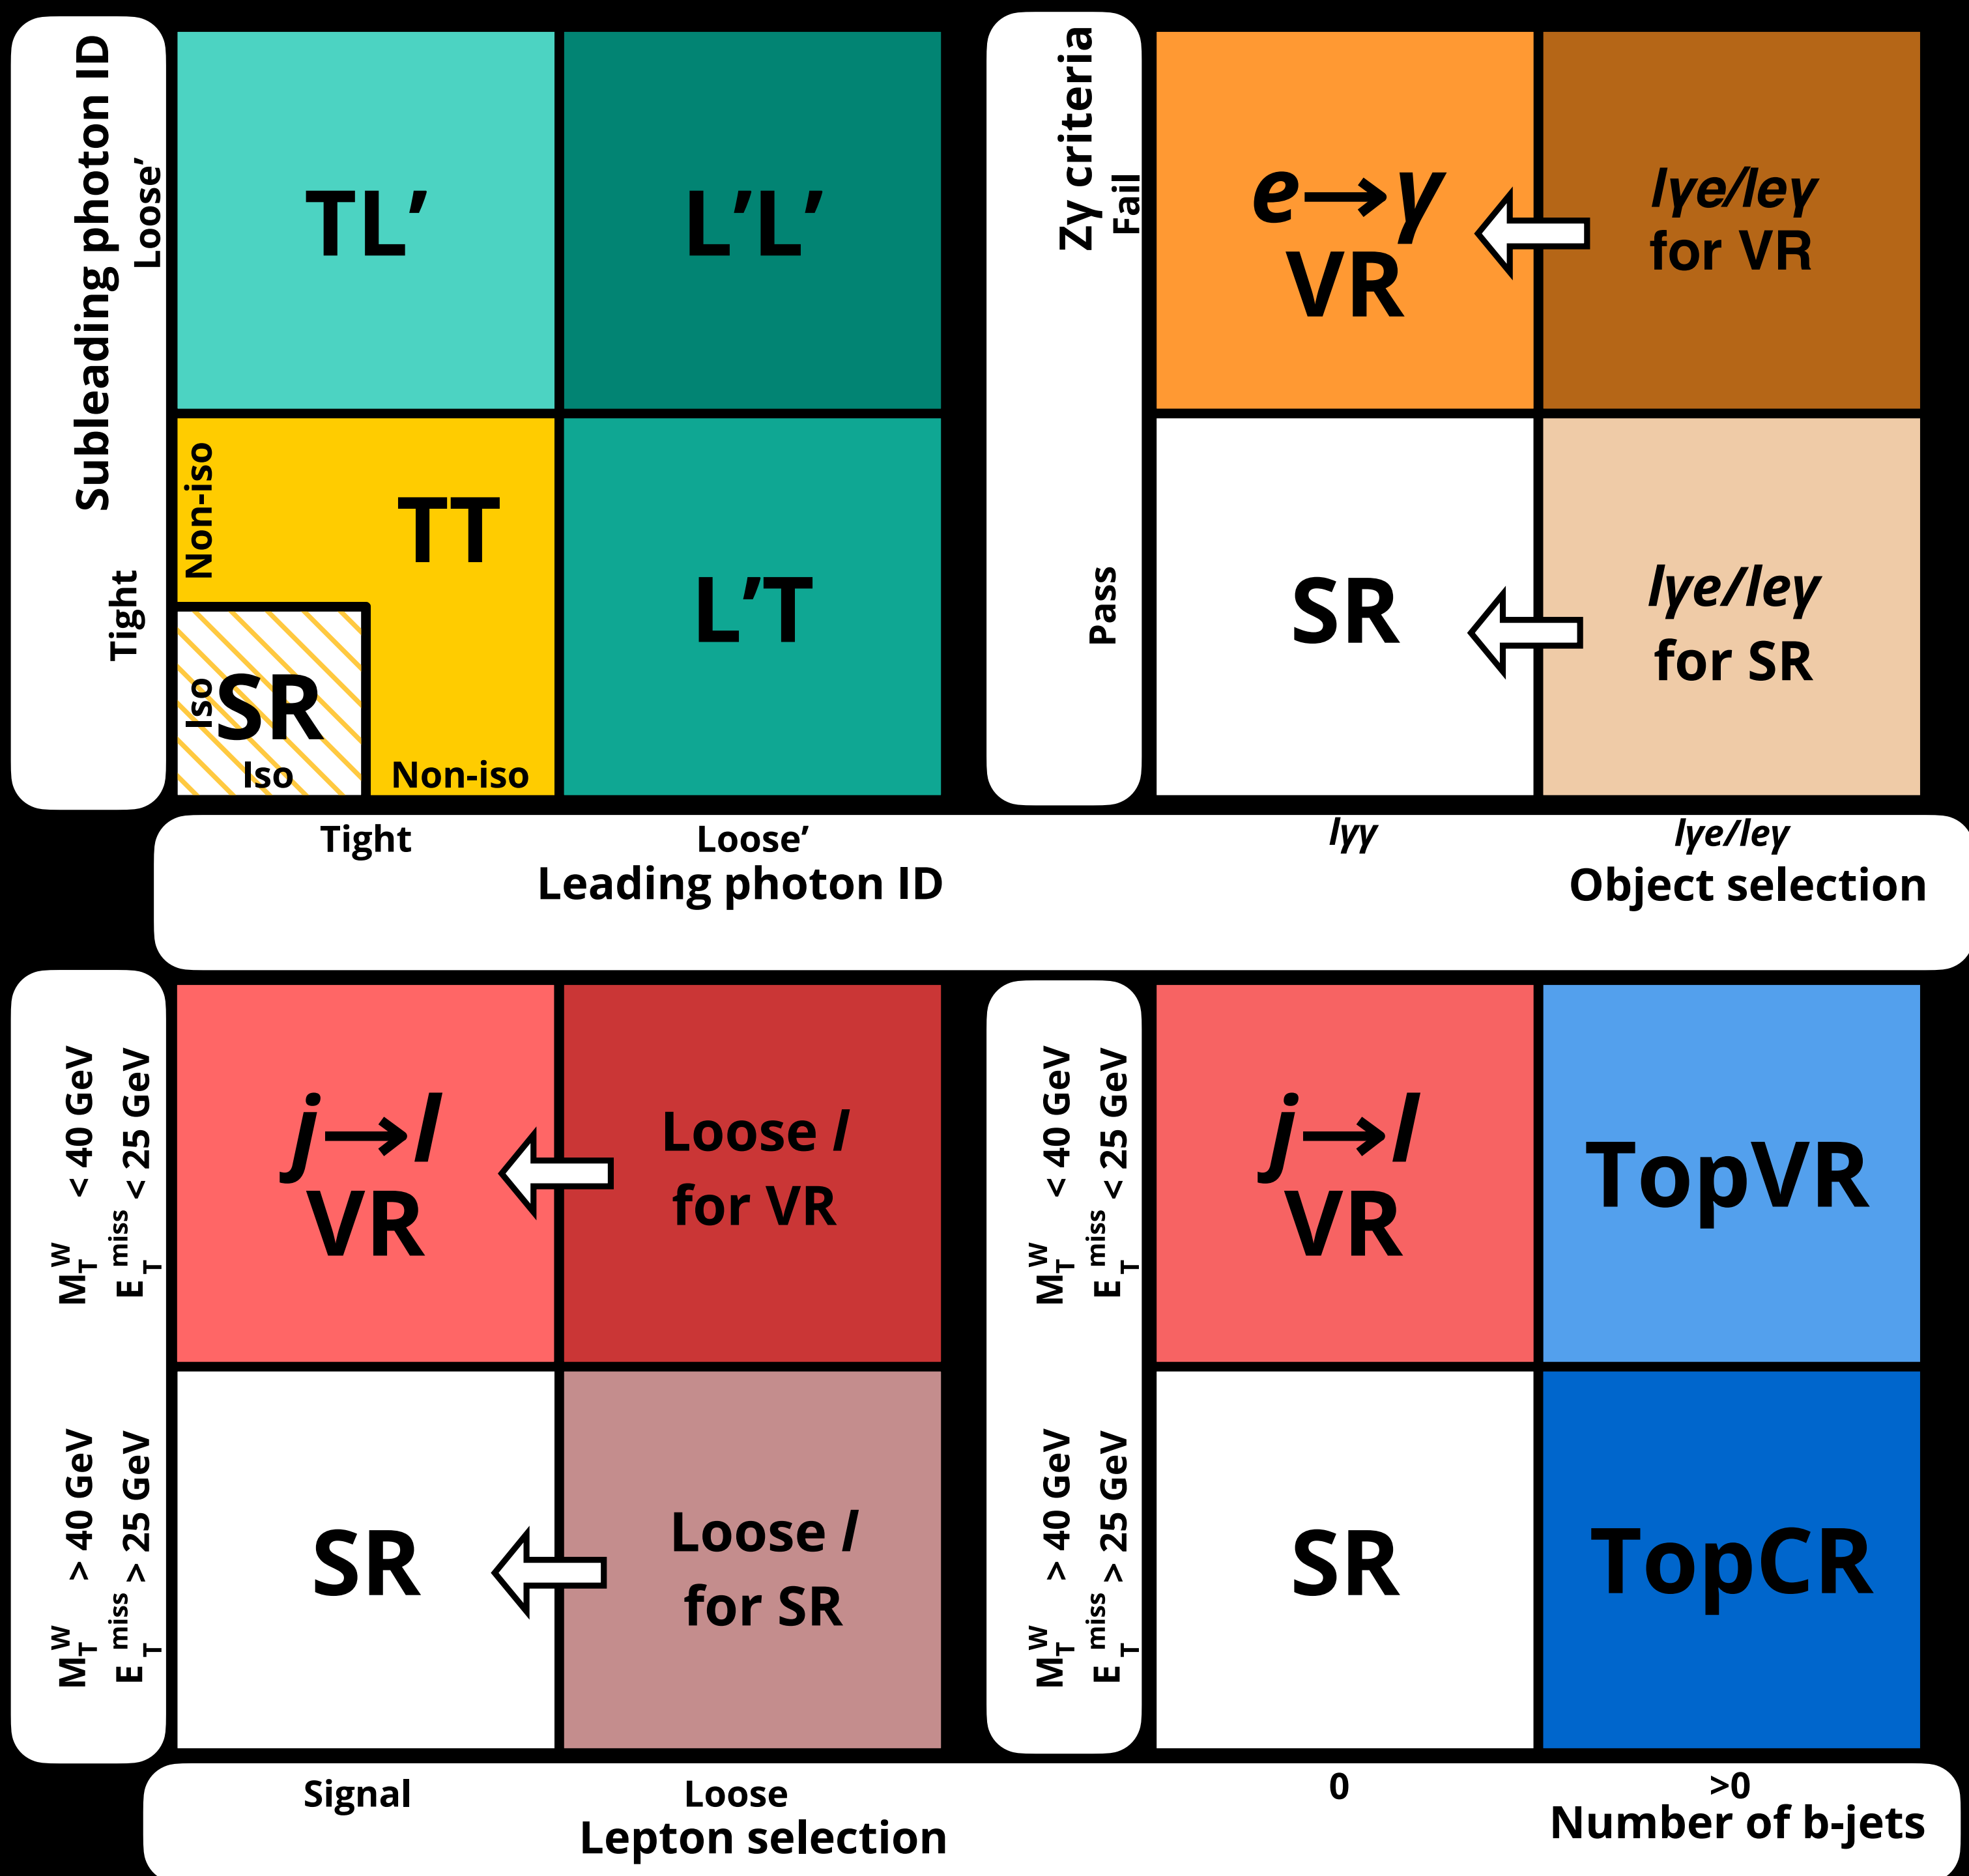 Subleading photon ID
Loose’
Tight
TL’
L’L’
Non-iso
TT
L’T
Iso
SR
Iso
Non-iso
Zγ criteria
Fail
Pass
e→γ
VR
lγe/leγ
for VR
SR
lγe/leγ
for SR
Tight
Loose’
Leading photon ID
lγγ
lγe/leγ
Object selection
M_T^W < 40 GeV
E_T^miss < 25 GeV
M_T^W > 40 GeV
E_T^miss > 25 GeV
j→l
VR
Loose l
for VR
SR
Loose l
for SR
M_T^W < 40 GeV
E_T^miss < 25 GeV
M_T^W > 40 GeV
E_T^miss > 25 GeV
j→l
VR
TopVR
SR
TopCR
Signal
Loose
Lepton selection
0
>0
Number of b-jets